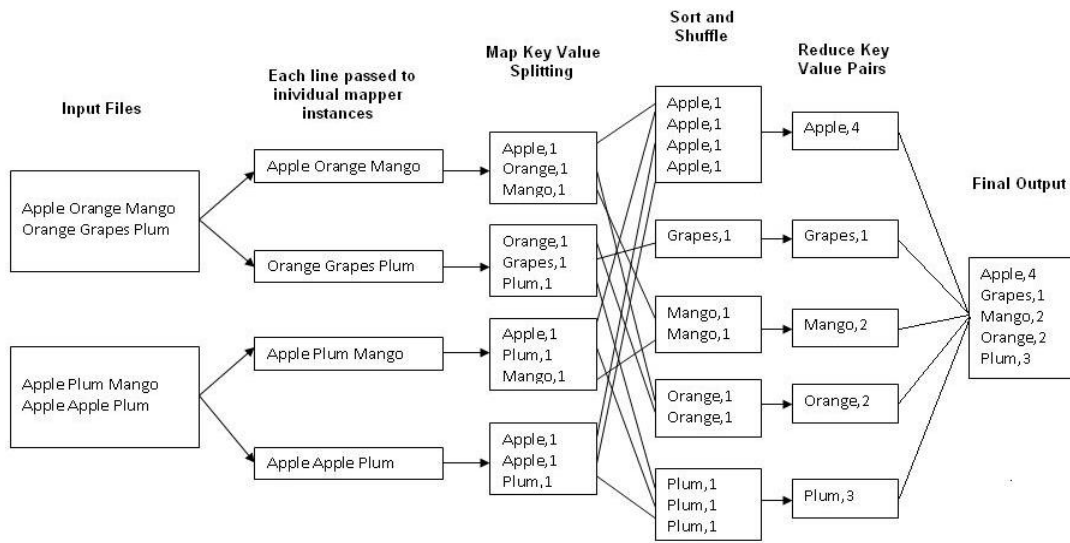 Input Files
Apple Orange Mango
Orange Grapes Plum
Apple Plum Mango
Apple Apple Plum
Each line passed to
inividual mapper
instances
Apple Orange Mango
Orange Grapes Plum
Apple Plum Mango
Apple Apple Plum
Map Key Value
Splitting
Apple,1
Orange,1
Mango,1
Orange,1
Grapes,1
Plum,1
Apple,1
Plum,1
Mango,1
Apple,1
Apple,1
Plum,1
Sort and
Shuffle
Apple,1
Apple,1
Apple,1
Apple,1
Grapes,1
Mango,1
Mango,1
Orange,1
Orange,1
Plum,1
Plum,1
Plum,1
Reduce Key
Value Pairs
Apple,4
Grapes,1
Mango,2
Orange,2
Plum,3
Final Output
Apple,4
Grapes,1
Mango,2
Orange,2
Plum,3